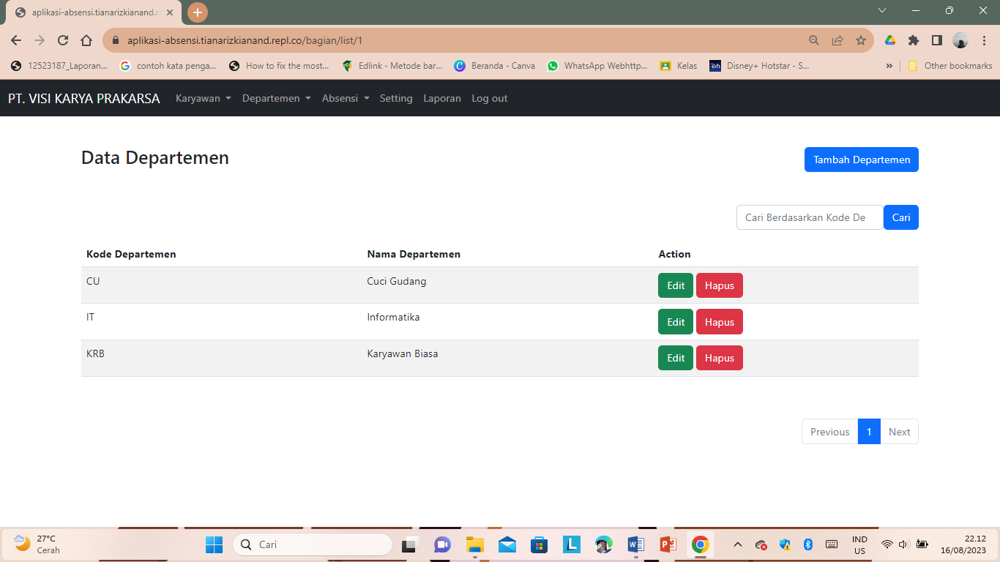 aplikasi-absensi.tianarizkianand.r
aplikasi-absensi.tianarizkianand.repl.co/bagian/list/1
12523187_Laporan... contoh kata penga... How to fix the most... Edlink - Metode bar... Beranda - Canva WhatsApp Webhttp... Kelas Disney+ Hotstar - S... » Other bookmarks
PT. VISI KARYA PRAKARSA Karyawan Departemen Absensi Setting Laporan Log out
Data Departemen Tambah Departemen
Cari Berdasarkan Kode De Cari
Kode Departemen Nama Departemen Action
CU Cuci Gudang Edit Hapus
IT Informatika Edit Hapus
KRB Karyawan Biasa Edit Hapus
Previous 1 Next
27°C
Cerah
Cari
IND
US
22.12
16/08/2023